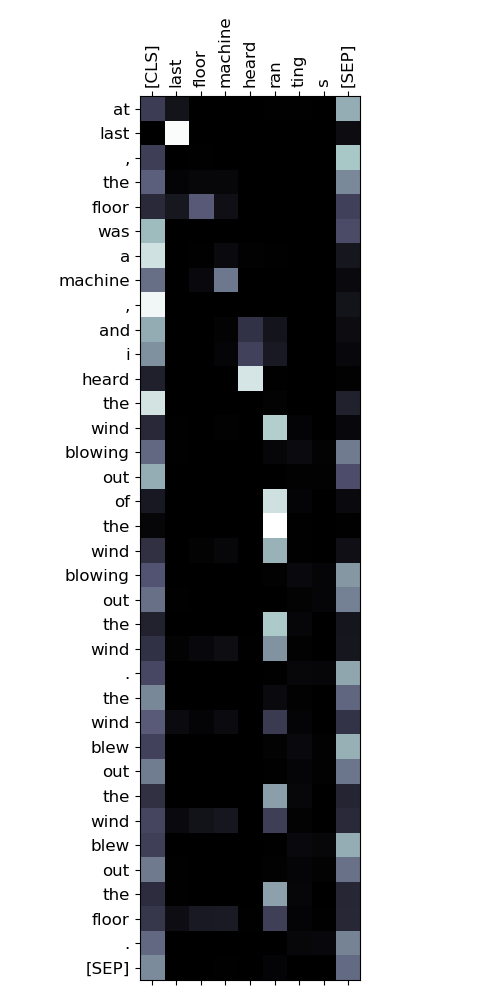 [CLS] last floor machine heard ran ting s [SEP]
at
last
,
the
floor
was
a
machine
,
and
i
heard
the
wind
blowing
out
of
the
wind
blowing
out
the
wind
.
the
wind
blew
out
the
wind
blew
out
the
floor
.
[SEP]